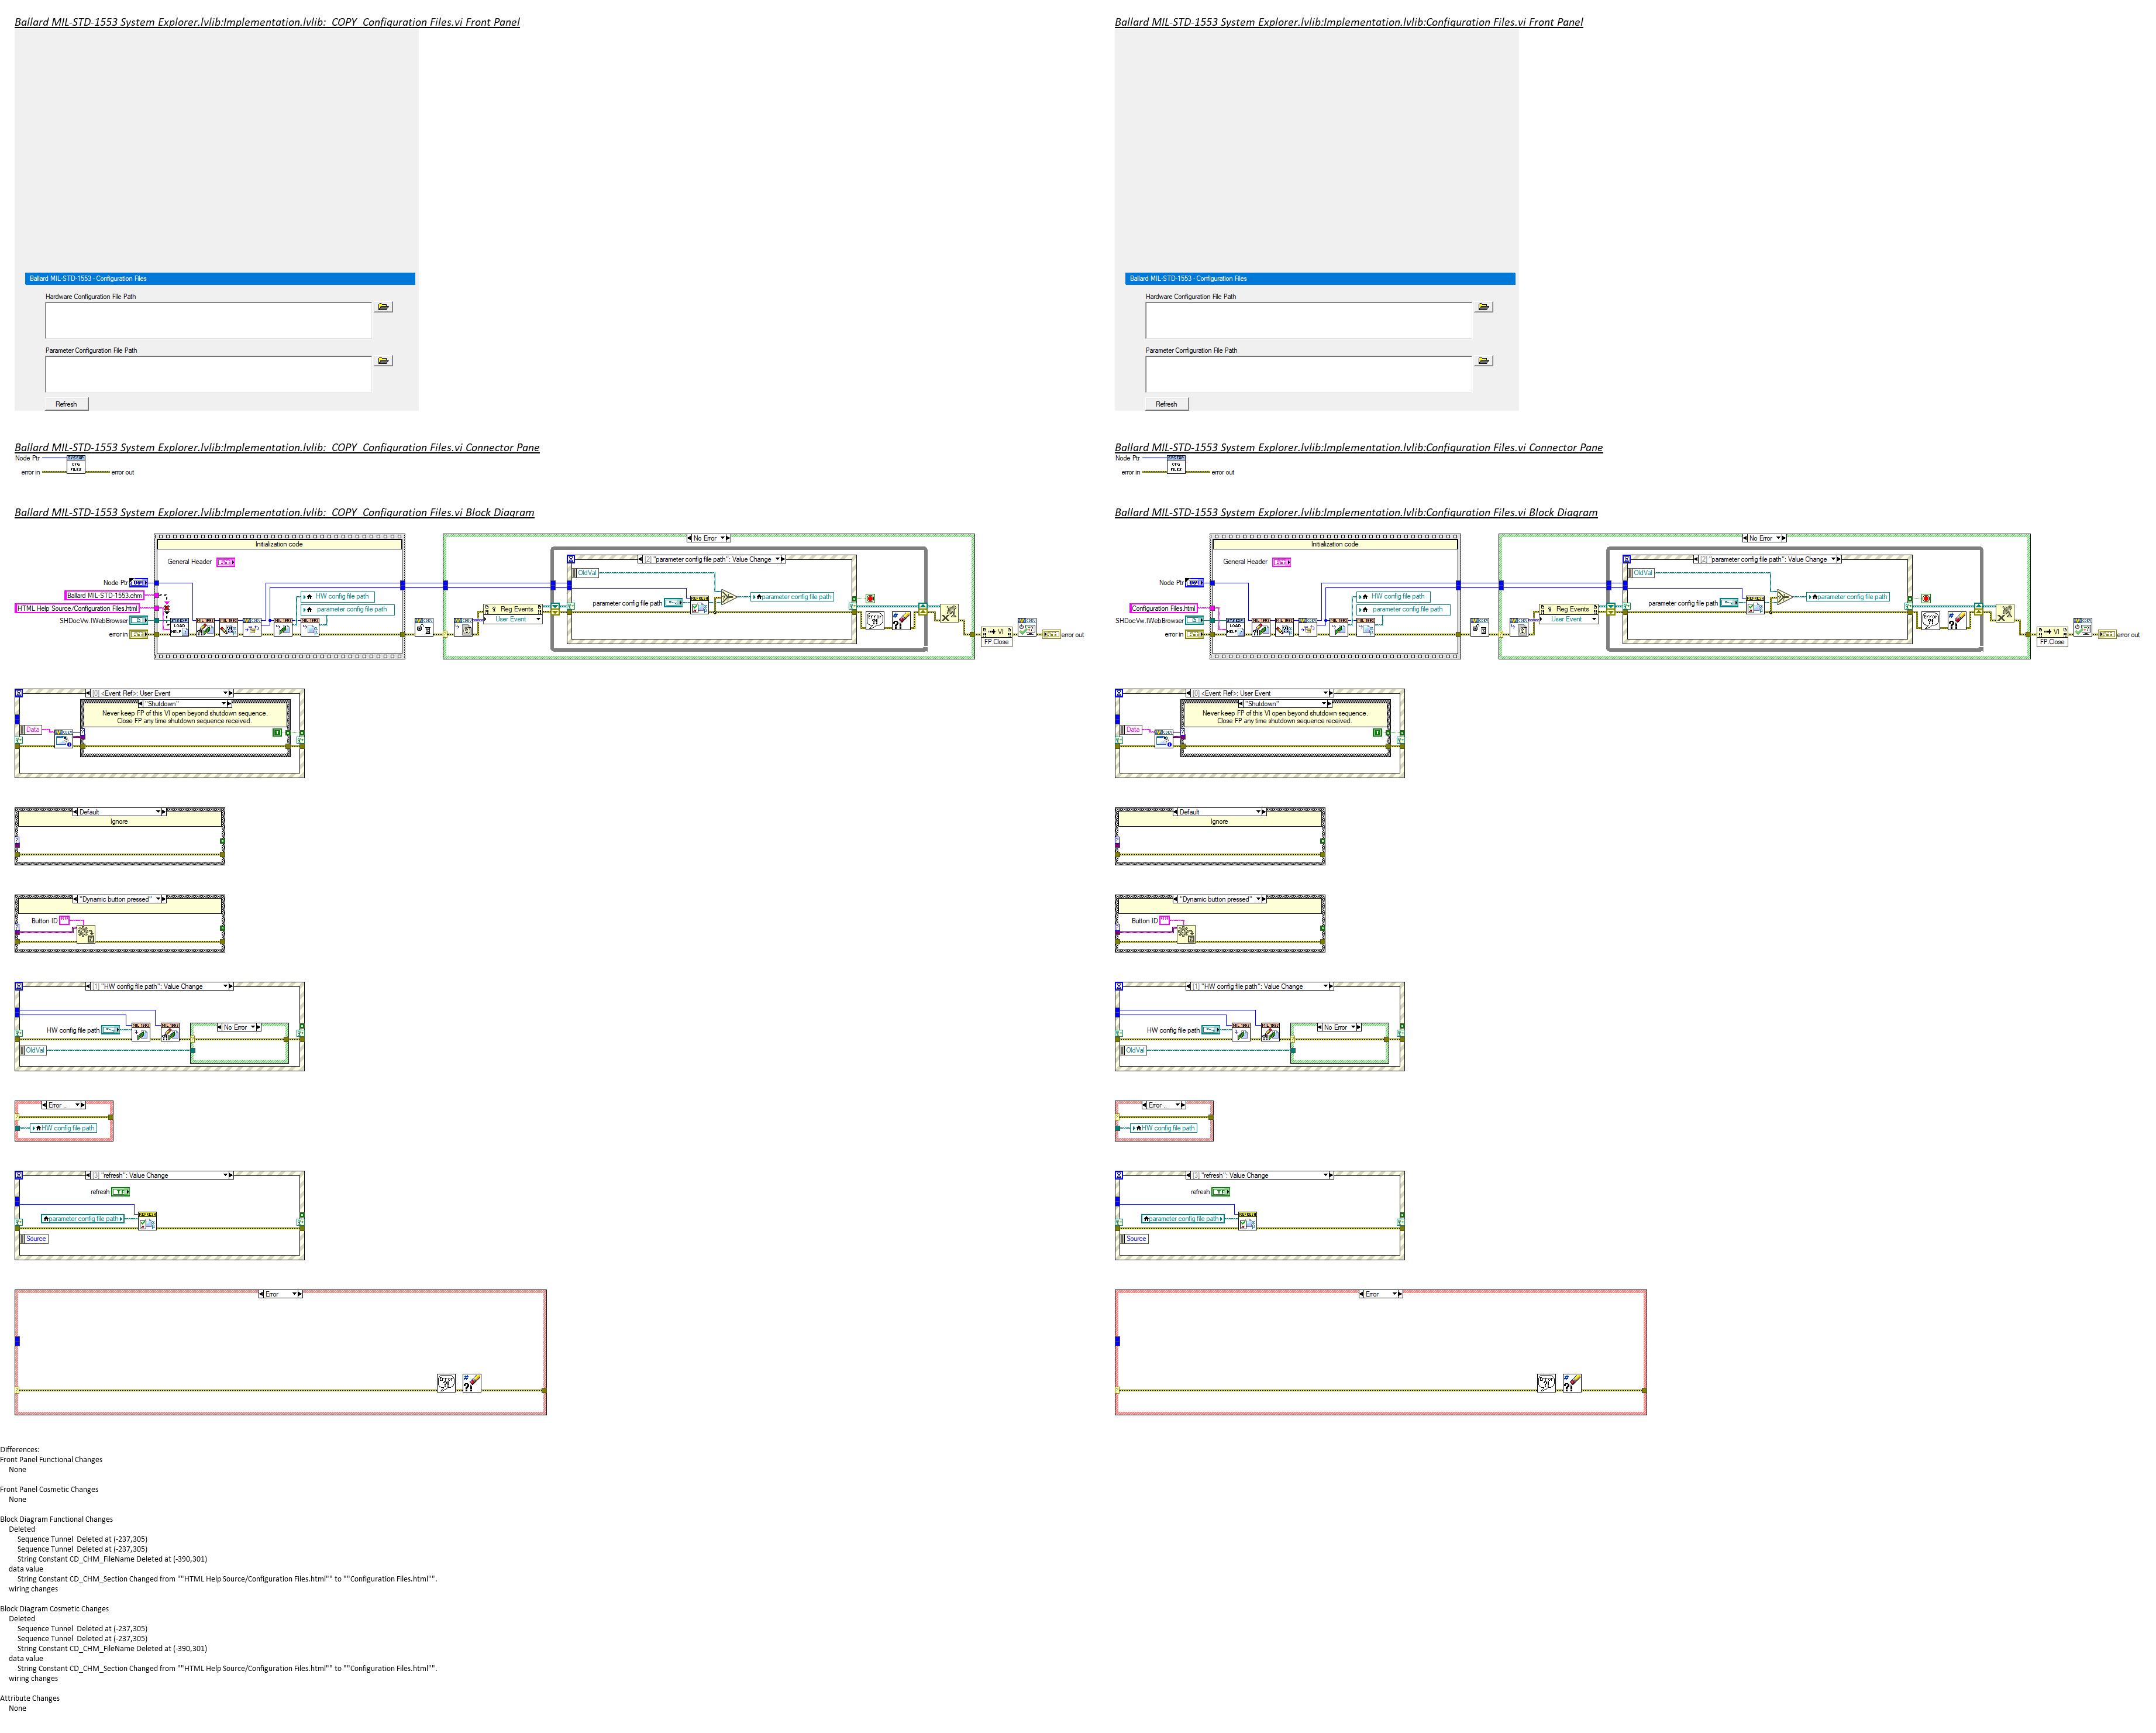 Ballard MIL-STD-1553 System Explorer.lvlib:Implementation.lvlib:_COPY_Configuration Files.vi Front Panel
Ballard MIL-STD-1553 - Configuration Files
Hardware Configuration File Path
Parameter Configuration File Path
Refresh
Ballard MIL-STD-1553 System Explorer.lvlib:Implementation.lvlib:Configuration Files.vi Front Panel
Ballard MIL-STD-1553 - Configuration Files
Hardware Configuration File Path
Parameter Configuration File Path
Refresh
Ballard MIL-STD-1553 System Explorer.lvlib:Implementation.lvlib:_COPY_Configuration Files.vi Connector Pane
Node Ptr
error in
CFG
FILES
error out
Ballard MIL-STD-1553 System Explorer.lvlib:Implementation.lvlib:Configuration Files.vi Connector Pane
Node Ptr
error in
CFG
FILES
error out
Ballard MIL-STD-1553 System Explorer.lvlib:Implementation.lvlib:_COPY_Configuration Files.vi Block Diagram
Initialization code
General Header
Node Ptr
Ballard MIL-STD-1553.chm
HTML Help Source/Configuration Files.html
SHDocVw.IWebBrowser
error in
LOAD
HELP
HW config file path
parameter config file path
No Error
Reg Events
User Event
[2] "parameter config file path": Value Change
OldVal
parameter config file path
REFRESH
parameter config file path
VI
FP.Close
error out
Ballard MIL-STD-1553 System Explorer.lvlib:Implementation.lvlib:Configuration Files.vi Block Diagram
Initialization code
General Header
Node Ptr
Configuration Files.html
SHDocVw.IWebBrowser
error in
LOAD
HELP
HW config file path
parameter config file path
No Error
Reg Events
User Event
[2] "parameter config file path": Value Change
OldVal
parameter config file path
REFRESH
parameter config file path
VI
FP.Close
error out
[0] <Event Ref>: User Event
"Shutdown"
Never keep FP of this VI open beyond shutdown sequence.
Close FP any time shutdown sequence received.
Data
[0] <Event Ref>: User Event
"Shutdown"
Never keep FP of this VI open beyond shutdown sequence.
Close FP any time shutdown sequence received.
Data
Default
Ignore
Default
Ignore
"Dynamic button pressed"
Button ID
"Dynamic button pressed"
Button ID
[1] "HW config file path": Value Change
HW config file path
No Error
OldVal
[1] "HW config file path": Value Change
HW config file path
No Error
OldVal
Error
HW config file path
Error
HW config file path
[3] "refresh": Value Change
refresh
parameter config file path
REFRESH
Source
[3] "refresh": Value Change
refresh
parameter config file path
REFRESH
Source
Error
Error
Differences:
Front Panel Functional Changes
None
Front Panel Cosmetic Changes
None
Block Diagram Functional Changes
Deleted
Sequence Tunnel  Deleted at (-237,305)
Sequence Tunnel  Deleted at (-237,305)
String Constant CD_CHM_FileName Deleted at (-390,301)
data value
String Constant CD_CHM_Section Changed from ""HTML Help Source/Configuration Files.html"" to ""Configuration Files.html"".
wiring changes
Block Diagram Cosmetic Changes
Deleted
Sequence Tunnel  Deleted at (-237,305)
Sequence Tunnel  Deleted at (-237,305)
String Constant CD_CHM_FileName Deleted at (-390,301)
data value
String Constant CD_CHM_Section Changed from ""HTML Help Source/Configuration Files.html"" to ""Configuration Files.html"".
wiring changes
Attribute Changes
None